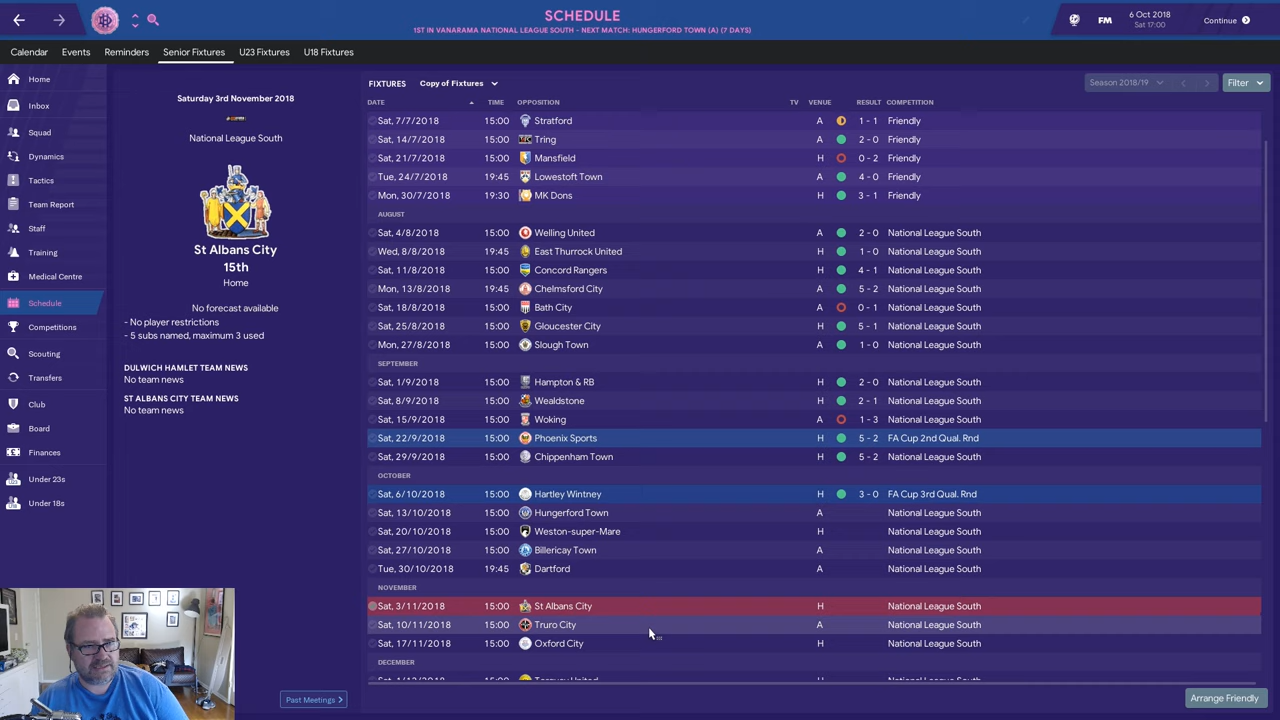 SCHEDULE
1ST IN VANARAMA NATIONAL LEAGUE SOUTH - NEXT MATCH: HUNGERFORD TOWN (A) (7 DAYS)
FM
6 Oct 2018
Sat 17:00
Continue
Calendar Events Reminders Senior Fixtures U23 Fixtures U18 Fixtures
Home
Inbox
Squad
Dynamics
Tactics
Team Report
Staff
Training
Medical Centre
Schedule
Competitions
Scouting
Transfers
Club
Board
Finances
Under 23s
Under 18s
Saturday 3rd November 2018
National League South
St Albans City
15th
Home
No forecast available
- No player restrictions
- 5 subs named, maximum 3 used
DULWICH HAMLET TEAM NEWS
No team news
ST ALBANS CITY TEAM NEWS
No team news
Past Meetings
FIXTURES Copy of Fixtures Season 2018/19 Filter
DATE TIME OPPOSITION TV VENUE RESULT COMPETITION
Sat, 7/7/2018 15:00 Stratford A 1 - 1 Friendly
Sat, 14/7/2018 15:00 Tring A 2 - 0 Friendly
Sat, 21/7/2018 15:00 Mansfield H 0 - 2 Friendly
Tue, 24/7/2018 19:45 Lowestoft Town A 4 - 0 Friendly
Mon, 30/7/2018 19:30 MK Dons H 3 - 1 Friendly
AUGUST
Sat, 4/8/2018 15:00 Welling United A 2 - 0 National League South
Wed, 8/8/2018 19:45 East Thurrock United H 1 - 0 National League South
Sat, 11/8/2018 15:00 Concord Rangers H 4 - 1 National League South
Mon, 13/8/2018 19:45 Chelmsford City A 5 - 2 National League South
Sat, 18/8/2018 15:00 Bath City A 0 - 1 National League South
Sat, 25/8/2018 15:00 Gloucester City H 5 - 1 National League South
Mon, 27/8/2018 15:00 Slough Town A 1 - 0 National League South
SEPTEMBER
Sat, 1/9/2018 15:00 Hampton & RB H 2 - 0 National League South
Sat, 8/9/2018 15:00 Wealdstone H 2 - 1 National League South
Sat, 15/9/2018 15:00 Woking A 1 - 3 National League South
Sat, 22/9/2018 15:00 Phoenix Sports H 5 - 2 FA Cup 2nd Qual. Rnd
Sat, 29/9/2018 15:00 Chippenham Town H 5 - 2 National League South
OCTOBER
Sat, 6/10/2018 15:00 Hartley Wintney H 3 - 0 FA Cup 3rd Qual. Rnd
Sat, 13/10/2018 15:00 Hungerford Town A National League South
Sat, 20/10/2018 15:00 Weston-super-Mare H National League South
Sat, 27/10/2018 15:00 Billericay Town A National League South
Tue, 30/10/2018 19:45 Dartford A National League South
NOVEMBER
Sat, 3/11/2018 15:00 St Albans City H National League South
Sat, 10/11/2018 15:00 Truro City A National League South
Sat, 17/11/2018 15:00 Oxford City H National League South
DECEMBER
Arrange Friendly